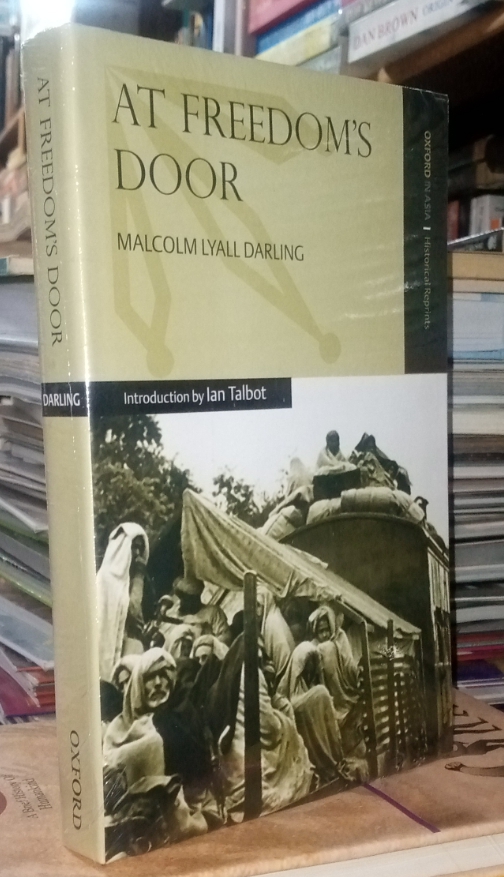 AT FREEDOM'S
DOOR
MALCOLM LYALL DARLING
OXFORD IN ASIA | Historical Reprints
Introduction by Ian Talbot
AT FREEDOM'S DOOR
DARLING
OXFORD
DAN BROWN ORIGIN